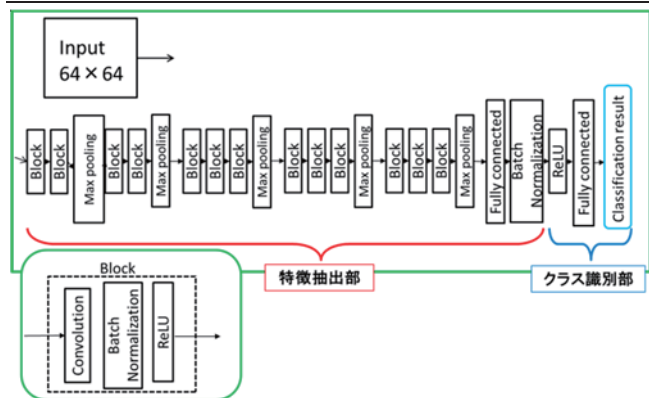 Input
64×64
Block
Block
Max pooling
Block
Block
Max pooling
Block
Block
Block
Max pooling
Block
Block
Block
Max pooling
Block
Block
Block
Max pooling
Fully connected
Batch
Normalization
ReLU
Fully connected
Classification result
特徴抽出部
クラス識別部
Block
Convolution
Batch
Normalization
ReLU